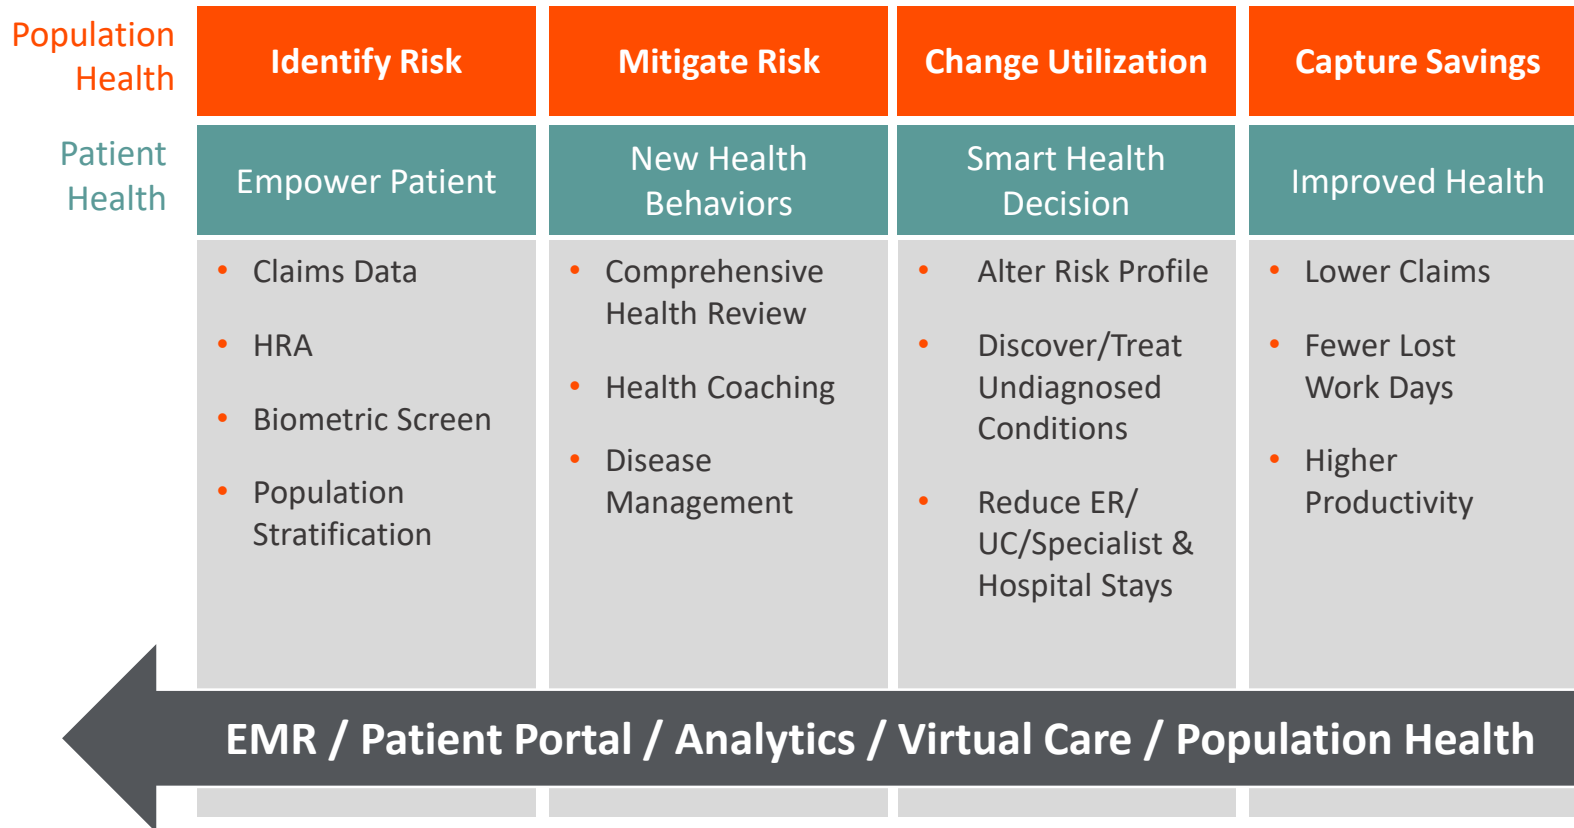 Population
Health
Identify Risk
Mitigate Risk
Change Utilization
Capture Savings
Patient
Health
Empower Patient
New Health
Behaviors
Smart Health
Decision
Improved Health
• Claims Data
• HRA
• Biometric Screen
• Population
Stratification
• Comprehensive
Health Review
• Health Coaching
• Disease
Management
• Alter Risk Profile
• Discover/Treat
Undiagnosed
Conditions
• Reduce ER/
UC/Specialist &
Hospital Stays
• Lower Claims
• Fewer Lost
Work Days
• Higher
Productivity
EMR / Patient Portal / Analytics / Virtual Care / Population Health